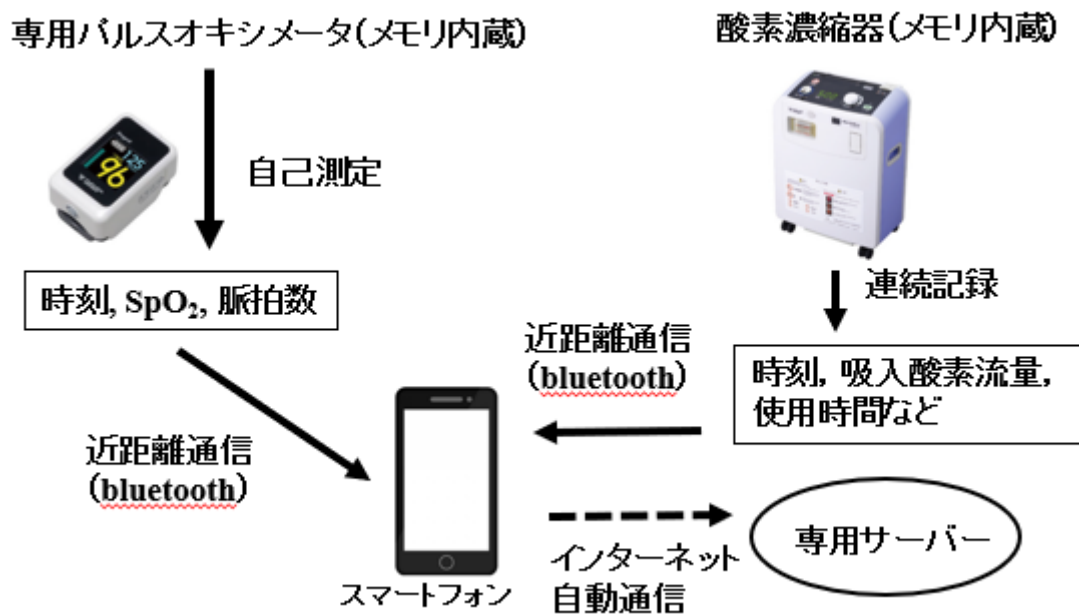 専用パルスオキシメータ(メモリ内蔵)
酸素濃縮器(メモリ内蔵)
125
96
自己測定
連続記録
時刻, SpO₂, 脈拍数
近距離通信
(bluetooth)
時刻, 吸入酸素流量,
使用時間など
近距離通信
(bluetooth)
スマートフォン
インターネット
自動通信
専用サーバー